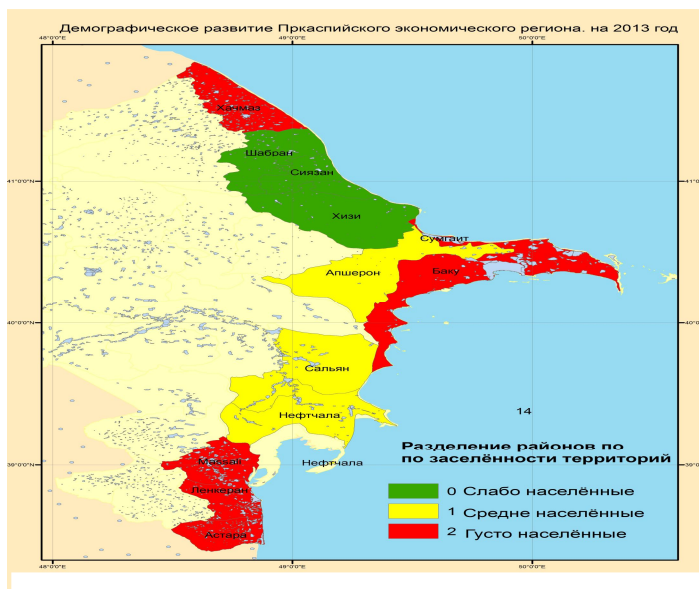 Демографическое развитие Пркаспийского экономического региона. на 2013 год
48°0'0"E 49°0'0"E 50°0'0"E
Хачмаз
Шабран
41°0'0"N 41°0'0"N
Сиязан
Хизи
Сумгаит
Апшерон Баку
40°0'0"N 40°0'0"N
Сальян
Нефтчала 14
Разделение районов по
по заселённости территорий
39°0'0"N Нефтчала 39°0'0"N
Massall
Ленкеран
0 Слабо населённые
1 Средне населённые
2 Густо населённые
Астара
48°0'0"E 49°0'0"E 50°0'0"E